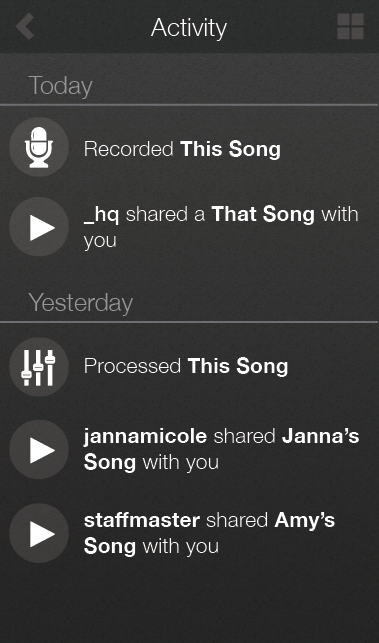 Activity
Today
Recorded This Song
_hq shared a That Song with
you
Yesterday
Processed This Song
jannamicole shared Janna’s
Song with you
staffmaster shared Amy’s
Song with you